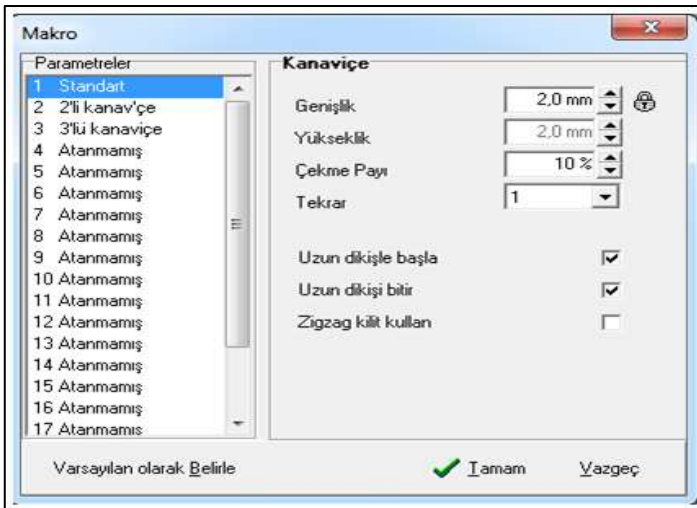 Makro
Parametreler
1 Standart
2 2'li kanav'çe
3 3'lü kanaviçe
4 Atanmamış
5 Atanmamış
6 Atanmamış
7 Atanmamış
8 Atanmamış
9 Atanmamış
10 Atanmamış
11 Atanmamış
12 Atanmamış
13 Atanmamış
14 Atanmamış
15 Atanmamış
16 Atanmamış
17 Atanmamış
Kanaviçe
Genişlik 2,0 mm
Yükseklik 2,0 mm
Çekme Payı 10 %
Tekrar 1
Uzun dikişle başla
Uzun dikişi bitir
Zigzag kilit kullan
Varsayılan olarak Belirle Tamam Vazgeç